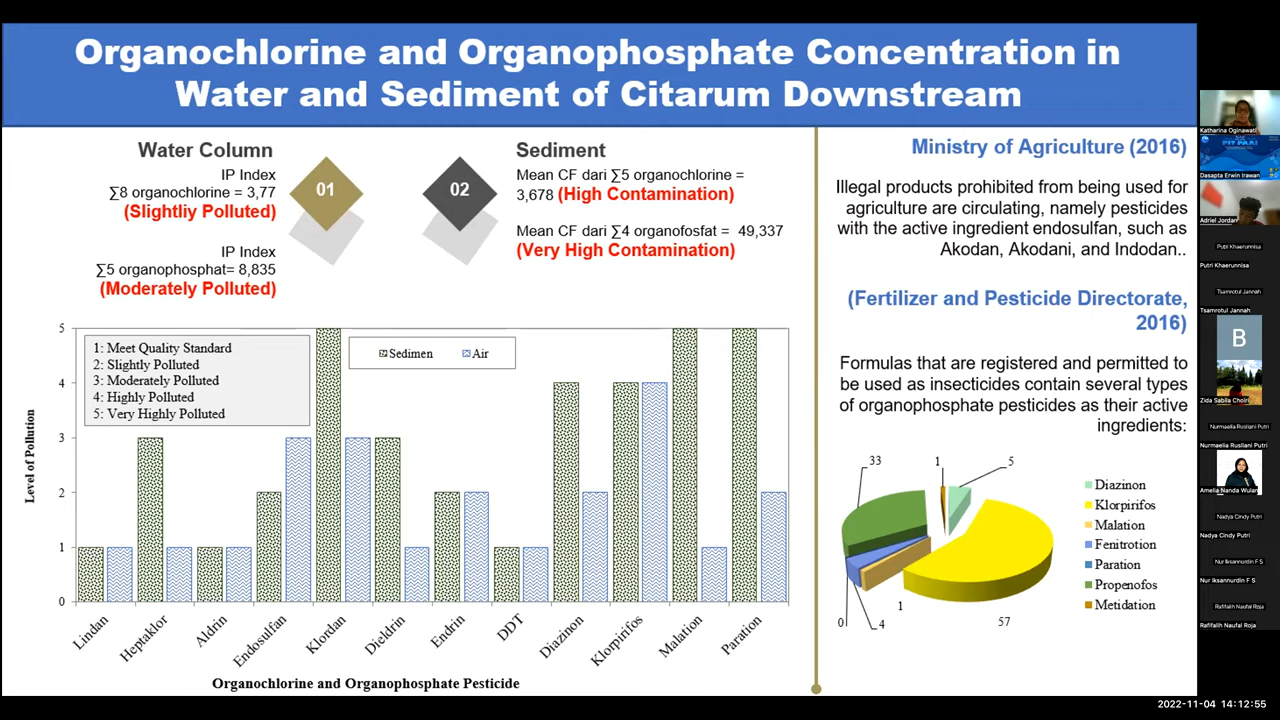 Organochlorine and Organophosphate Concentration in
Water and Sediment of Citarum Downstream
Water Column
IP Index
∑8 organochlorine = 3,77
(Slightliy Polluted)
IP Index
∑5 organophosphat= 8,835
(Moderately Polluted)
01
02
Sediment
Mean CF dari ∑5 organochlorine =
3,678 (High Contamination)
Mean CF dari ∑4 organofosfat = 49,337
(Very High Contamination)
Level of Pollution
5
4
3
2
1
0
1: Meet Quality Standard
2: Slightly Polluted
3: Moderately Polluted
4: Highly Polluted
5: Very Highly Polluted
Sedimen
Air
Lindan
Heptaklor
Aldrin
Endosulfan
Klordan
Dieldrin
Endrin
DDT
Diazinon
Klorpirifos
Malation
Paration
Organochlorine and Organophosphate Pesticide
Ministry of Agriculture (2016)
Illegal products prohibited from being used for
agriculture are circulating, namely pesticides
with the active ingredient endosulfan, such as
Akodan, Akodani, and Indodan..
(Fertilizer and Pesticide Directorate,
2016)
Formulas that are registered and permitted to
be used as insecticides contain several types
of organophosphate pesticides as their active
ingredients:
33
1
5
0
4
1
57
Diazinon
Klorpirifos
Malation
Fenitrotion
Paration
Propenofos
Metidation
Katharina Oginawati
PIT PAAI
Dasapta Erwin Irawan
Adriel Jordan
Putri Khaerunnisa
Putri Khaerunnisa
Tsamrotul Jannah
Tsamrotul Jannah
B
Zida Sabila Choiri
Nurmaelia Rusliani Putri
Nurmaelia Rusliani Putri
Amelia Nanda Wulan
Nadya Cindy Putri
Nadya Cindy Putri
Nur Iksannurdin F S
Nur Iksannurdin F S
Rafifalih Naufal Roja
Rafifalih Naufal Roja
2022-11-04 14:12:55